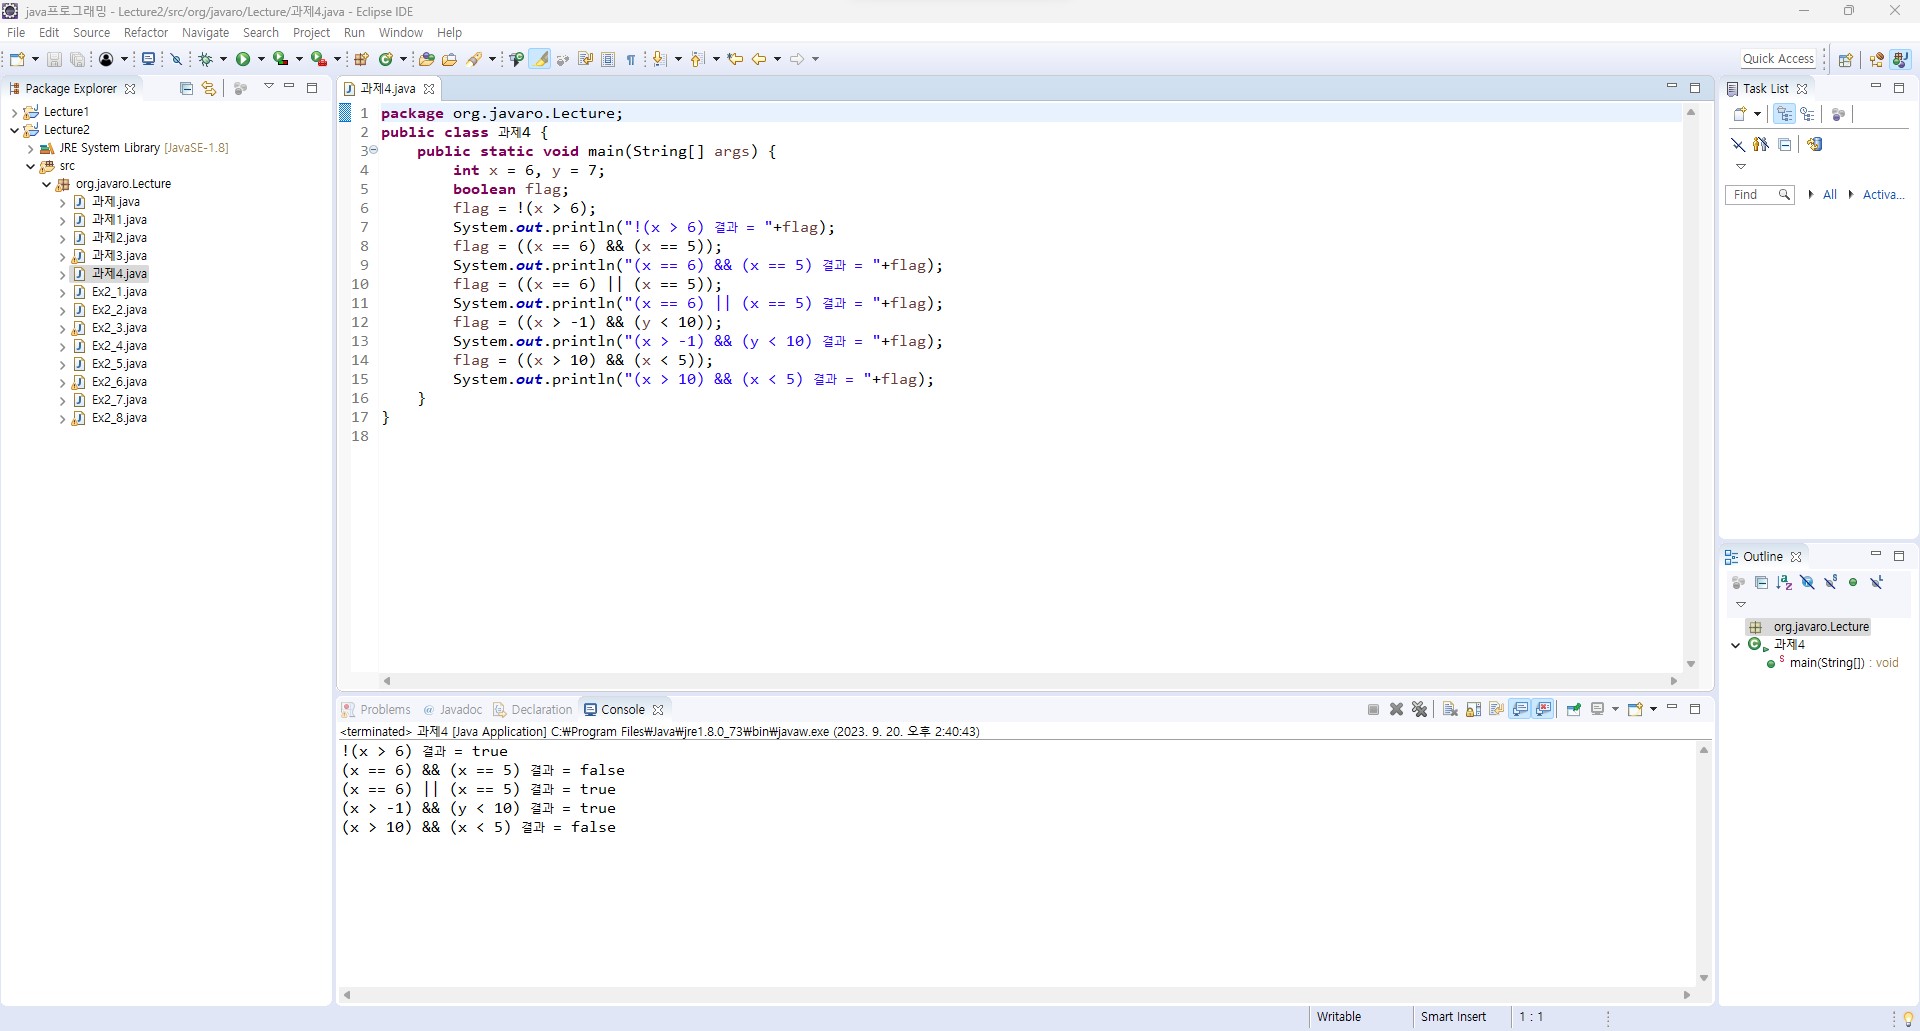 java프로그래밍 - Lecture2/src/org/javaro/Lecture/과제4.java - Eclipse IDE
File Edit Source Refactor Navigate Search Project Run Window Help
Quick Access
Package Explorer
Lecture1
Lecture2
JRE System Library [JavaSE-1.8]
src
org.javaro.Lecture
과제.java
과제1.java
과제2.java
과제3.java
과제4.java
Ex2_1.java
Ex2_2.java
Ex2_3.java
Ex2_4.java
Ex2_5.java
Ex2_6.java
Ex2_7.java
Ex2_8.java
과제4.java
1 package org.javaro.Lecture;
2 public class 과제4 {
3     public static void main(String[] args) {
4         int x = 6, y = 7;
5         boolean flag;
6         flag = !(x > 6);
7         System.out.println("!(x > 6) 결과 = "+flag);
8         flag = ((x == 6) && (x == 5));
9         System.out.println("(x == 6) && (x == 5) 결과 = "+flag);
10         flag = ((x == 6) || (x == 5));
11         System.out.println("(x == 6) || (x == 5) 결과 = "+flag);
12         flag = ((x > -1) && (y < 10));
13         System.out.println("(x > -1) && (y < 10) 결과 = "+flag);
14         flag = ((x > 10) && (x < 5));
15         System.out.println("(x > 10) && (x < 5) 결과 = "+flag);
16     }
17 }
18
Problems @ Javadoc Declaration Console
<terminated> 과제4 [Java Application] C:₩Program Files₩Java₩jre1.8.0_73₩bin₩javaw.exe (2023. 9. 20. 오후 2:40:43)
!(x > 6) 결과 = true
(x == 6) && (x == 5) 결과 = false
(x == 6) || (x == 5) 결과 = true
(x > -1) && (y < 10) 결과 = true
(x > 10) && (x < 5) 결과 = false
Task List
Find All Activa...
Outline
org.javaro.Lecture
과제4
main(String[]) : void
Writable Smart Insert 1 : 1